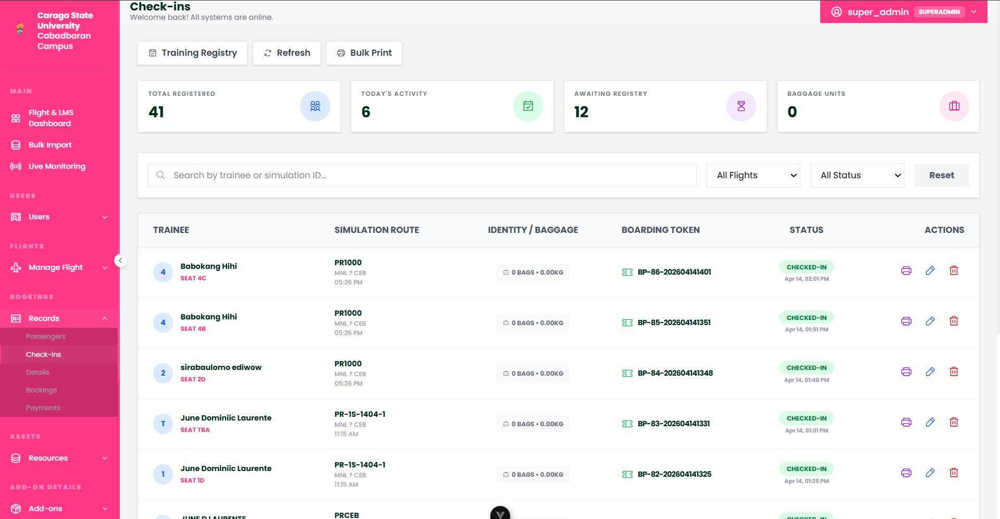 Caraga State
University
Cabadbaran
Campus
MAIN
Flight & LMS
Dashboard
Bulk Import
Live Monitoring
USERS
Users
FLIGHTS
Manage Flight
BOOKINGS
Records
Passengers
Check-ins
Details
Bookings
Payments
ASSETS
Resources
ADD-ON DETAILS
Add-ons
Check-ins
Welcome back! All systems are online.
super_admin SUPERADMIN
Training Registry Refresh Bulk Print
TOTAL REGISTERED
41
TODAY'S ACTIVITY
6
AWAITING REGISTRY
12
BAGGAGE UNITS
0
Search by trainee or simulation ID... All Flights All Status Reset
TRAINEE SIMULATION ROUTE IDENTITY / BAGGAGE BOARDING TOKEN STATUS ACTIONS
4 Babokang Hihi
SEAT 4C
PR1000
MNL ? CEB
05:26 PM
0 BAGS • 0.00KG
BP-86-202604141401
CHECKED-IN
Apr 14, 02:01 PM
4 Babokang Hihi
SEAT 4B
PR1000
MNL ? CEB
05:26 PM
0 BAGS • 0.00KG
BP-85-202604141351
CHECKED-IN
Apr 14, 01:51 PM
2 sirabaulomo ediwow
SEAT 2D
PR1000
MNL ? CEB
05:26 PM
0 BAGS • 0.00KG
BP-84-202604141348
CHECKED-IN
Apr 14, 01:48 PM
T June Dominiic Laurente
SEAT TBA
PR-1S-1404-1
MNL ? CEB
11:15 AM
0 BAGS • 0.00KG
BP-83-202604141331
CHECKED-IN
Apr 14, 01:31 PM
1 June Dominiic Laurente
SEAT 1D
PR-1S-1404-1
MNL ? CEB
11:15 AM
0 BAGS • 0.00KG
BP-82-202604141325
CHECKED-IN
Apr 14, 01:25 PM
JUNE D LAURENTE
PRCEB
CHECKED-IN